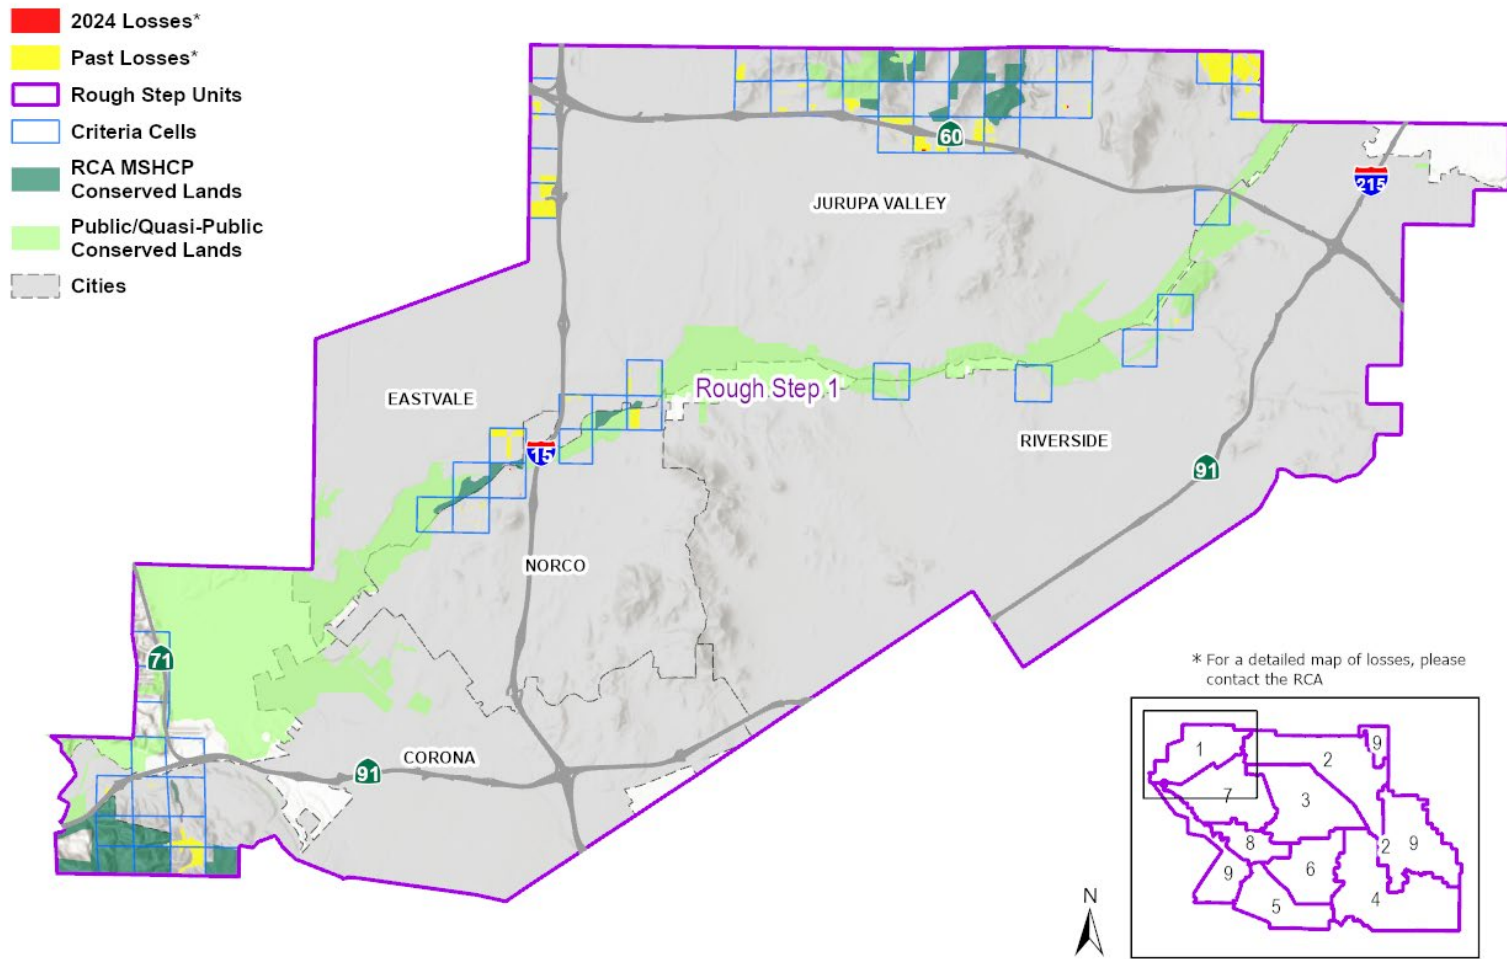 2024 Losses*
Past Losses*
Rough Step Units
Criteria Cells
RCA MSHCP
Conserved Lands
Public/Quasi-Public
Conserved Lands
Cities
60
215
JURUPA VALLEY
EASTVALE
Rough Step 1
RIVERSIDE
15
91
NORCO
71
CORONA
91
* For a detailed map of losses, please
contact the RCA
N
1
2
9
7
3
8
2
9
9
6
5
4